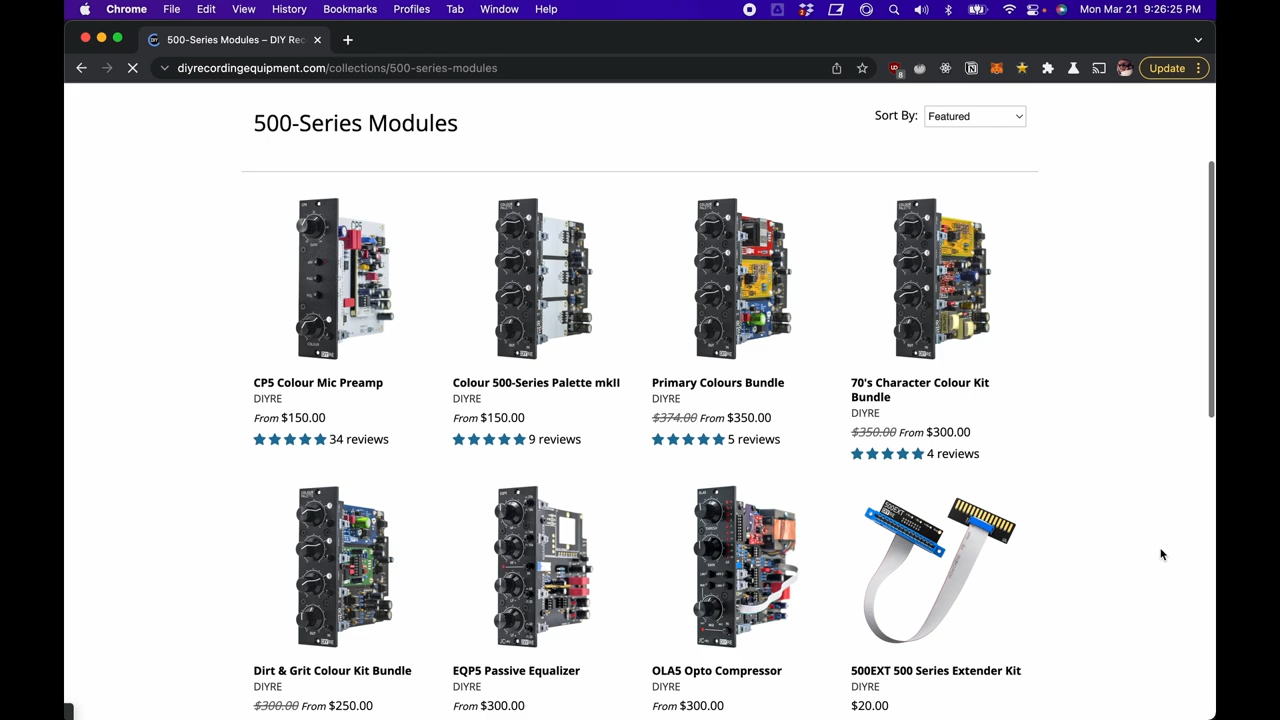 Chrome File Edit View History Bookmarks Profiles Tab Window Help Mon Mar 21 9:26:25 PM
500-Series Modules – DIY Rec
diyrecordingequipment.com/collections/500-series-modules
8
Update
500-Series Modules
Sort By: Featured
CP5 Colour Mic Preamp
DIYRE
From $150.00
34 reviews
Colour 500-Series Palette mkII
DIYRE
From $150.00
9 reviews
Primary Colours Bundle
DIYRE
$374.00 From $350.00
5 reviews
70's Character Colour Kit
Bundle
DIYRE
$350.00 From $300.00
4 reviews
500EXT
Dirt & Grit Colour Kit Bundle
DIYRE
$300.00 From $250.00
EQP5 Passive Equalizer
DIYRE
From $300.00
OLA5 Opto Compressor
DIYRE
From $300.00
500EXT 500 Series Extender Kit
DIYRE
$20.00